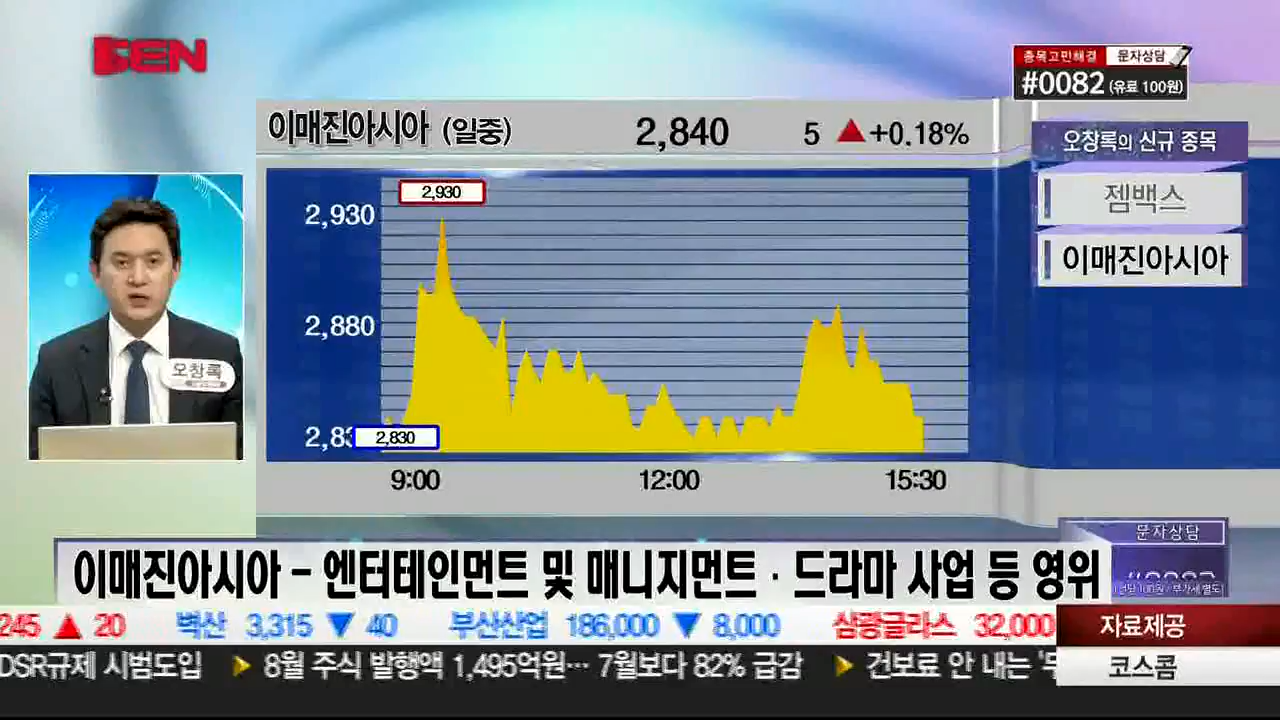 SEN
종목고민해결 문자상담
#0082 (유료 100원)
이매진아시아 (일중) 2,840 5 ▲+0.18%
오창록의 신규 종목
젬백스
이매진아시아
2,930
2,930
2,880
2,830
오창록
9:00 12:00 15:30
문자상담
이매진아시아 - 엔터테인먼트 및 매니지먼트·드라마 사업 등 영위
245 ▲ 20 벽산 3,315 ▼ 40 부산산업 186,000 ▼ 8,000 삼광글라스 32,000
자료제공
DSR규제 시범도입 ▶ 8월 주식 발행액 1,495억원… 7월보다 82% 급감 ▶ 건보료 안 내는
코스콤